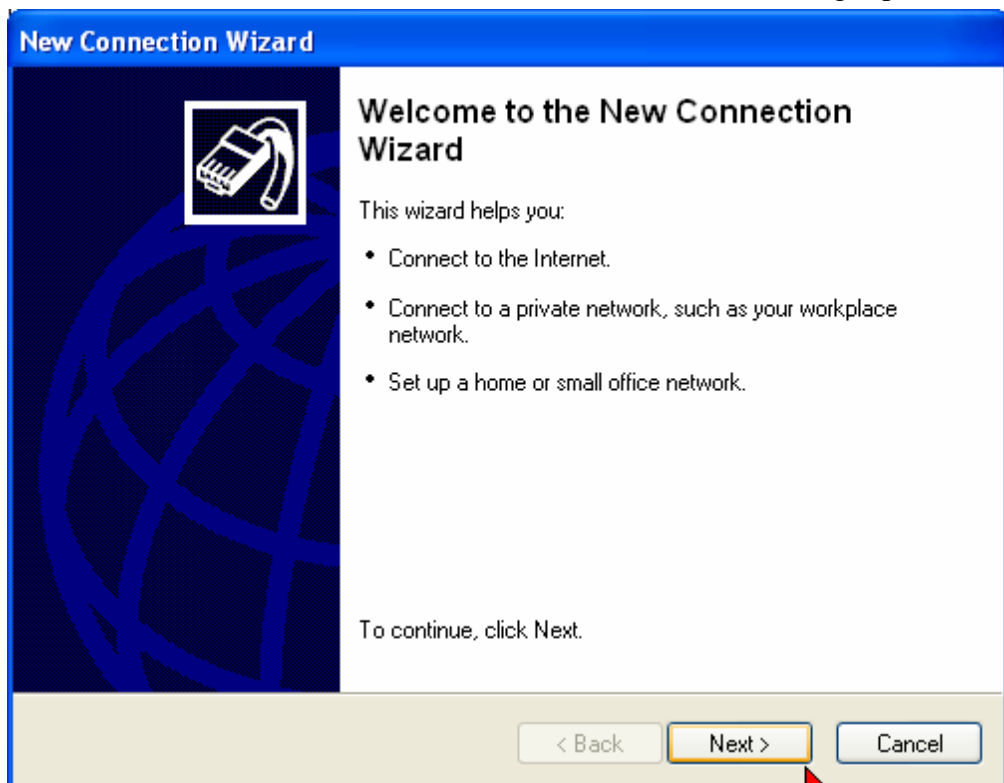 New Connection Wizard
Welcome to the New Connection
Wizard
This wizard helps you:
• Connect to the Internet.
• Connect to a private network, such as your workplace
network.
• Set up a home or small office network.
To continue, click Next.
< Back
Next >
Cancel